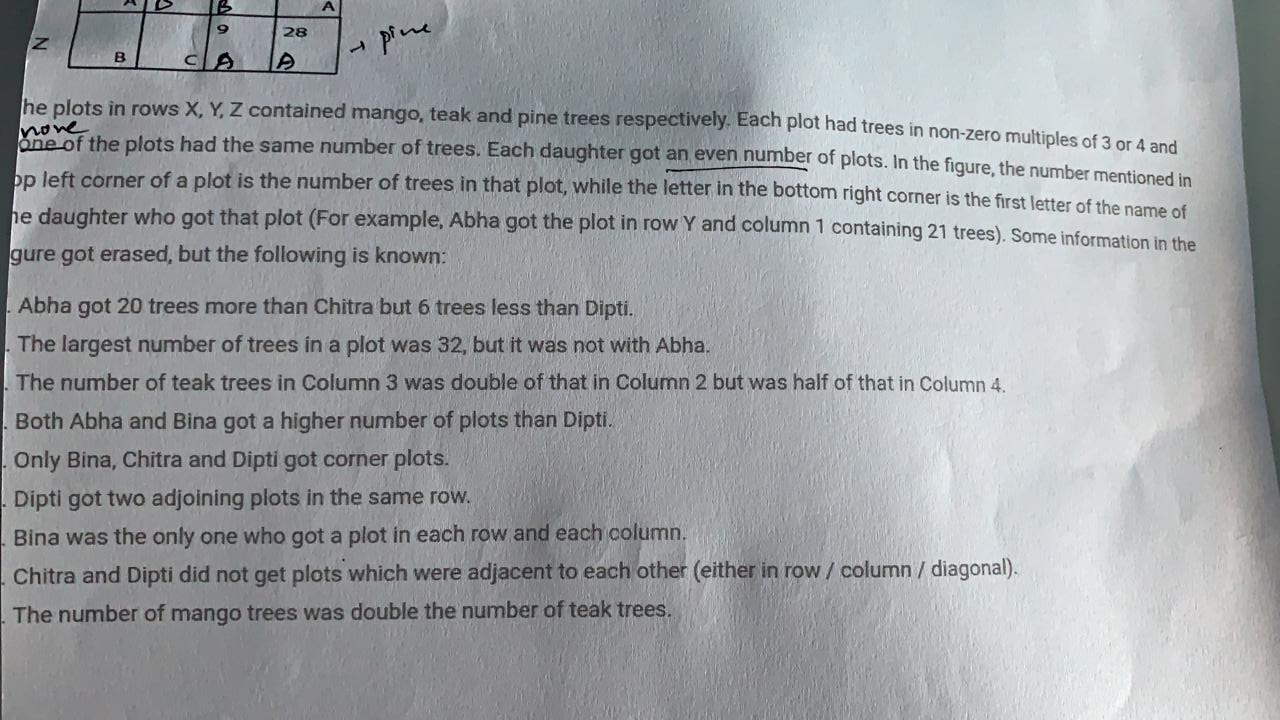 A D B A
Z 9 28 → pine
B C A A
he plots in rows X, Y, Z contained mango, teak and pine trees respectively. Each plot had trees in non-zero multiples of 3 or 4 and
none
one of the plots had the same number of trees. Each daughter got an even number of plots. In the figure, the number mentioned in
op left corner of a plot is the number of trees in that plot, while the letter in the bottom right corner is the first letter of the name of
he daughter who got that plot (For example, Abha got the plot in row Y and column 1 containing 21 trees). Some information in the
gure got erased, but the following is known:
. Abha got 20 trees more than Chitra but 6 trees less than Dipti.
. The largest number of trees in a plot was 32, but it was not with Abha.
. The number of teak trees in Column 3 was double of that in Column 2 but was half of that in Column 4.
. Both Abha and Bina got a higher number of plots than Dipti.
. Only Bina, Chitra and Dipti got corner plots.
. Dipti got two adjoining plots in the same row.
. Bina was the only one who got a plot in each row and each column.
. Chitra and Dipti did not get plots which were adjacent to each other (either in row / column / diagonal).
. The number of mango trees was double the number of teak trees.